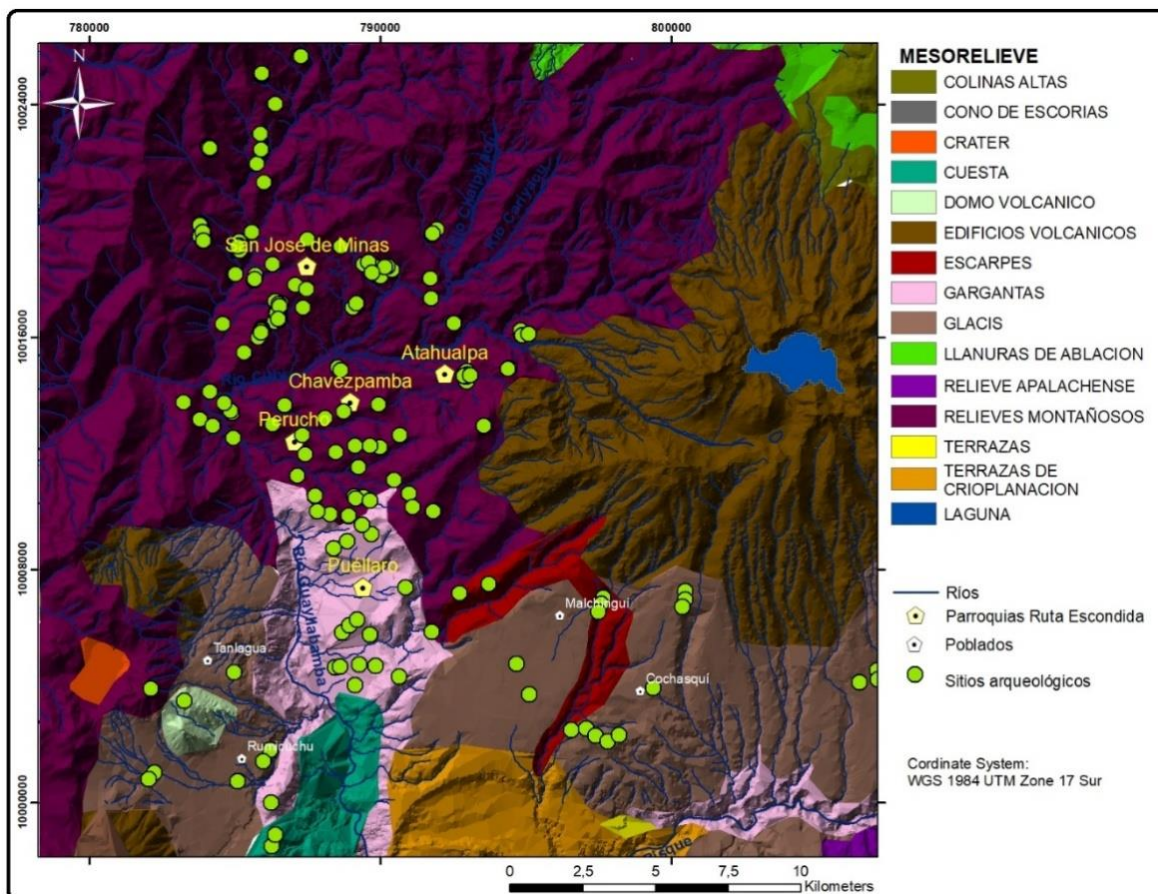 780000
790000
800000
N
10024000
10016000
10008000
10000000
San José de Minas
Atahualpa
Chavezpamba
Perucho
Puéllaro
Río Guayllabamba
Malchinguí
Tanlagua
Cochasquí
Rumicuchu
MESORELIEVE
COLINAS ALTAS
CONO DE ESCORIAS
CRATER
CUESTA
DOMO VOLCANICO
EDIFICIOS VOLCANICOS
ESCARPES
GARGANTAS
GLACIS
LLANURAS DE ABLACION
RELIEVE APALACHENSE
RELIEVES MONTAÑOSOS
TERRAZAS
TERRAZAS DE
CRIOPLANACION
LAGUNA
Ríos
Parroquias Ruta Escondida
Poblados
Sitios arqueológicos
Cordinate System:
WGS 1984 UTM Zone 17 Sur
0 2,5 5 7,5 10
Kilometers